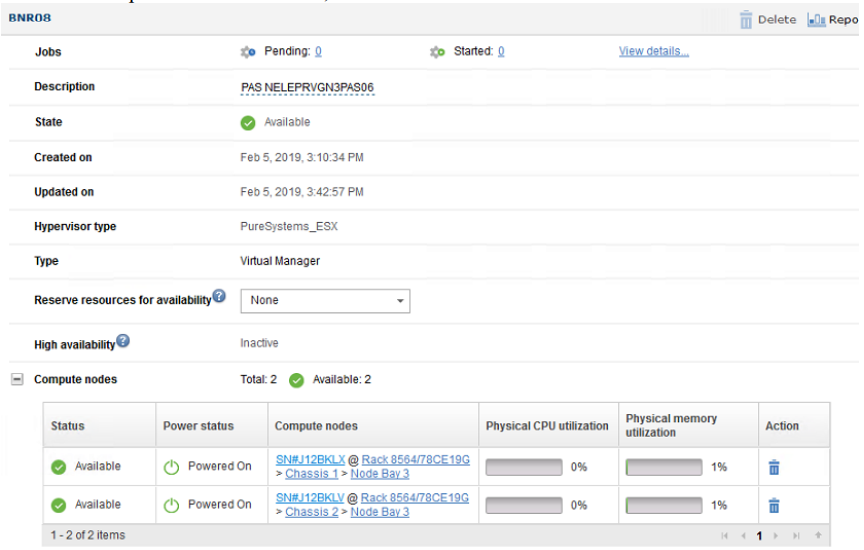 BNR08 Delete Repo
Jobs Pending: 0 Started: 0 View details...
Description PAS NELEPRVGN3PAS06
State Available
Created on Feb 5, 2019, 3:10:34 PM
Updated on Feb 5, 2019, 3:42:57 PM
Hypervisor type PureSystems_ESX
Type Virtual Manager
Reserve resources for availability ? None
High availability ? Inactive
Compute nodes Total: 2 Available: 2
Status Power status Compute nodes Physical CPU utilization Physical memory utilization Action
Available Powered On SN#J12BKLX @ Rack 8564/78CE19G 0% 1%
> Chassis 1 > Node Bay 3
Available Powered On SN#J12BKLV @ Rack 8564/78CE19G 0% 1%
> Chassis 2 > Node Bay 3
1 - 2 of 2 items 1